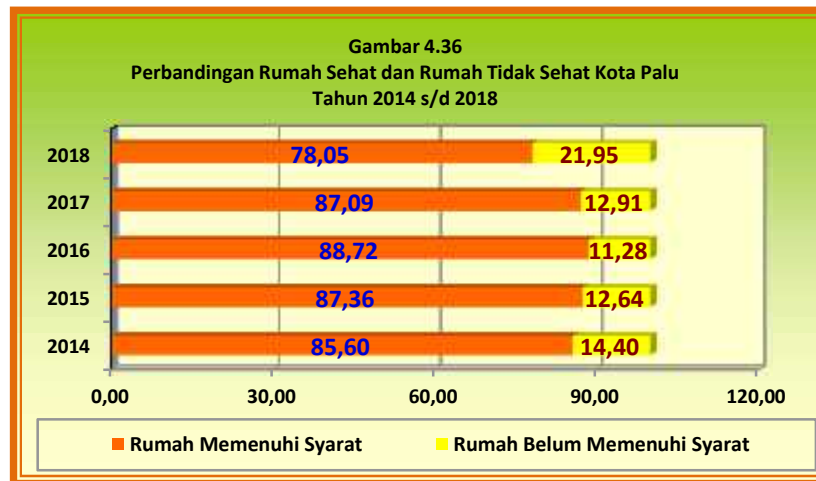 Gambar 4.36
Perbandingan Rumah Sehat dan Rumah Tidak Sehat Kota Palu
Tahun 2014 s/d 2018
2018 78,05 21,95
2017 87,09 12,91
2016 88,72 11,28
2015 87,36 12,64
2014 85,60 14,40
0,00 30,00 60,00 90,00 120,00
Rumah Memenuhi Syarat Rumah Belum Memenuhi Syarat